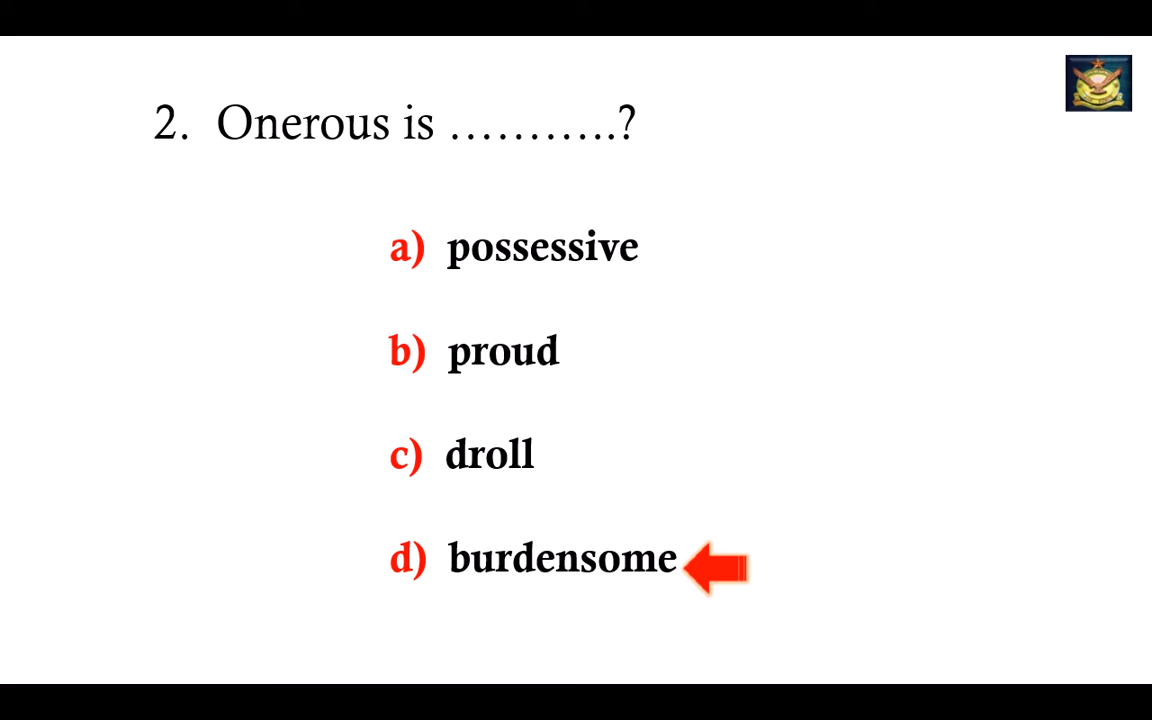 2. Onerous is ………..?
a) possessive
b) proud
c) droll
d) burdensome